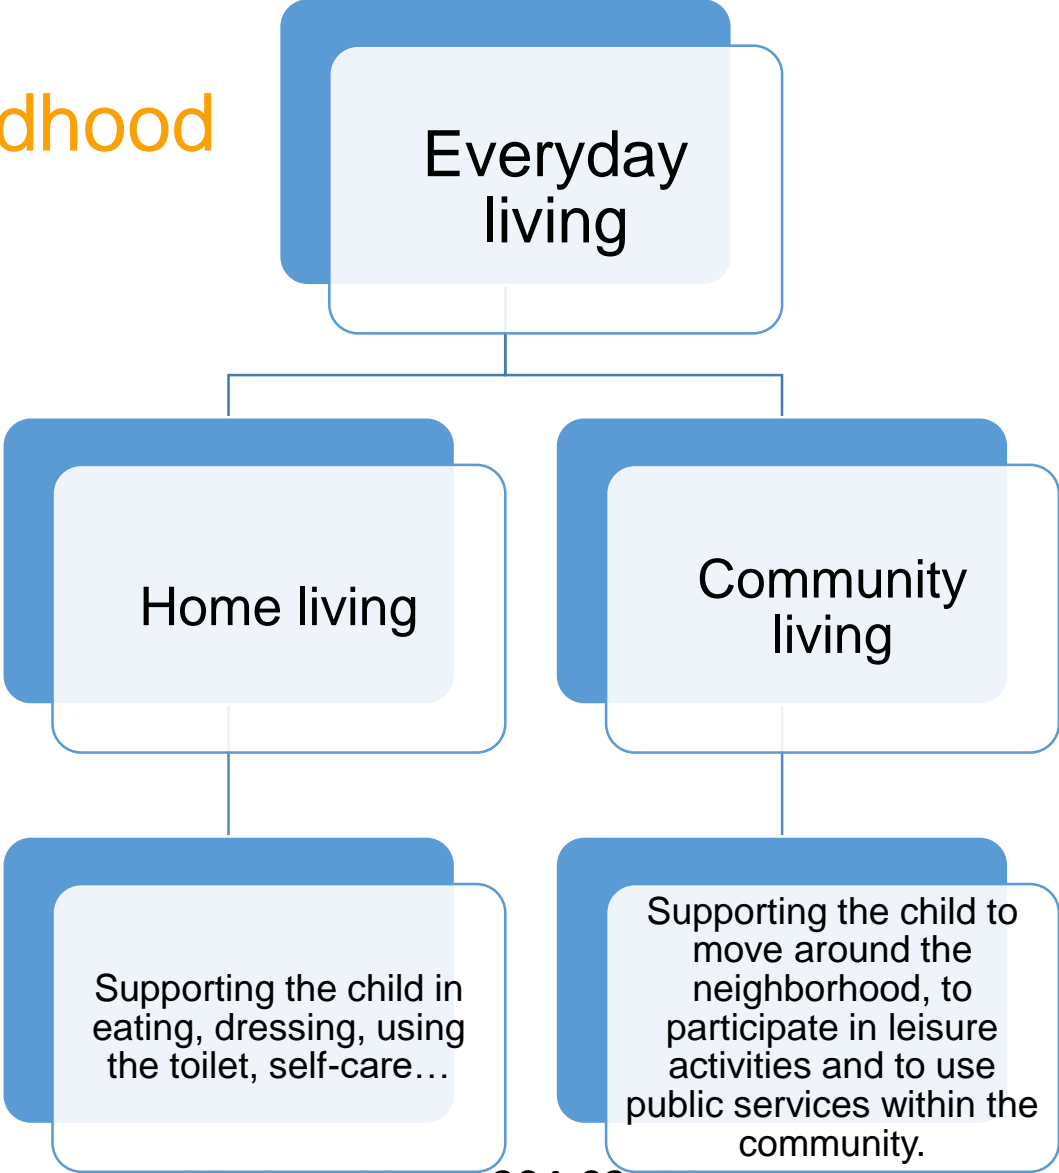 dhood
Everyday
living
Home living
Community
living
Supporting the child in
eating, dressing, using
the toilet, self-care…
Supporting the child to
move around the
neighborhood, to
participate in leisure
activities and to use
public services within the
community.